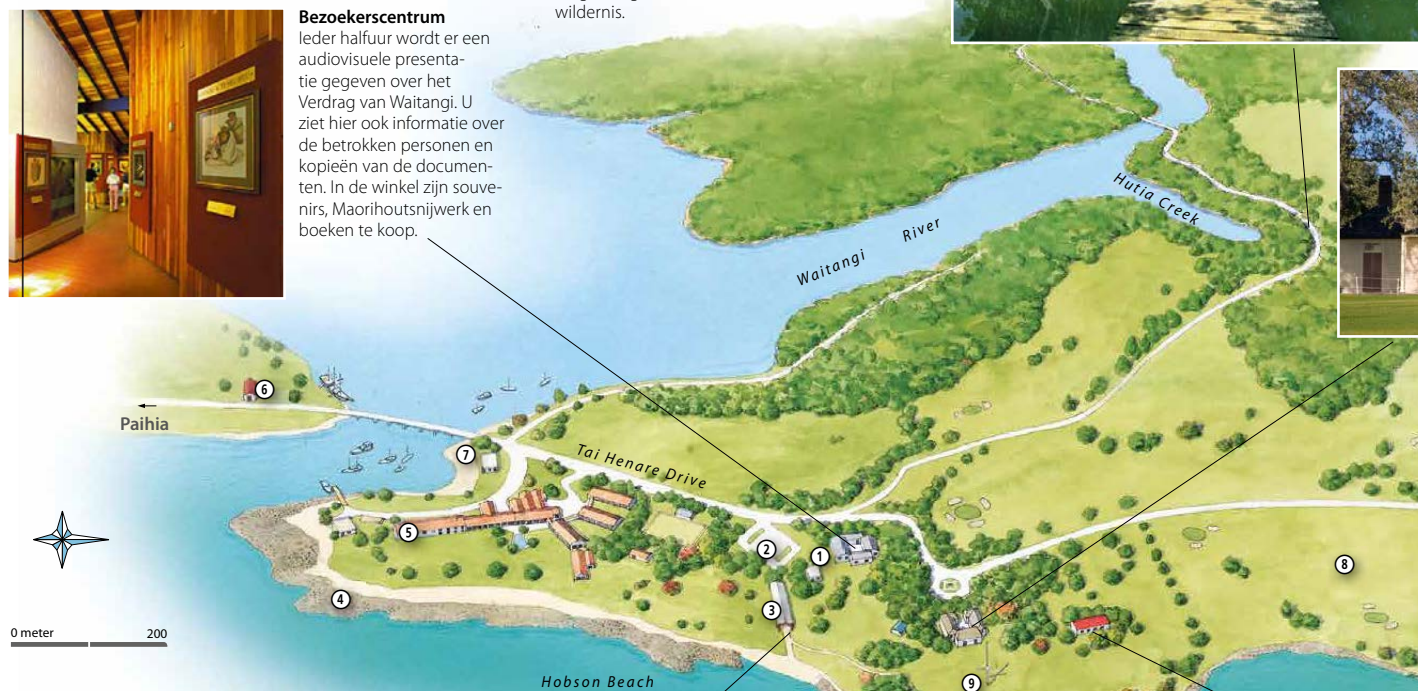 Bezoekerscentrum
Ieder halfuur wordt er een
audiovisuele presenta-
tie gegeven over het
Verdrag van Waitangi. U
ziet hier ook informatie over
de betrokken personen en
kopieën van de documen-
ten. In de winkel zijn souve-
nirs, Maorihoutsnijwerk en
boeken te koop.
wildernis.
Hutia Creek
Waitangi River
6
Paihia
7
Tai Henare Drive
5
2
1
8
4
3
0 meter 200
Hobson Beach
9